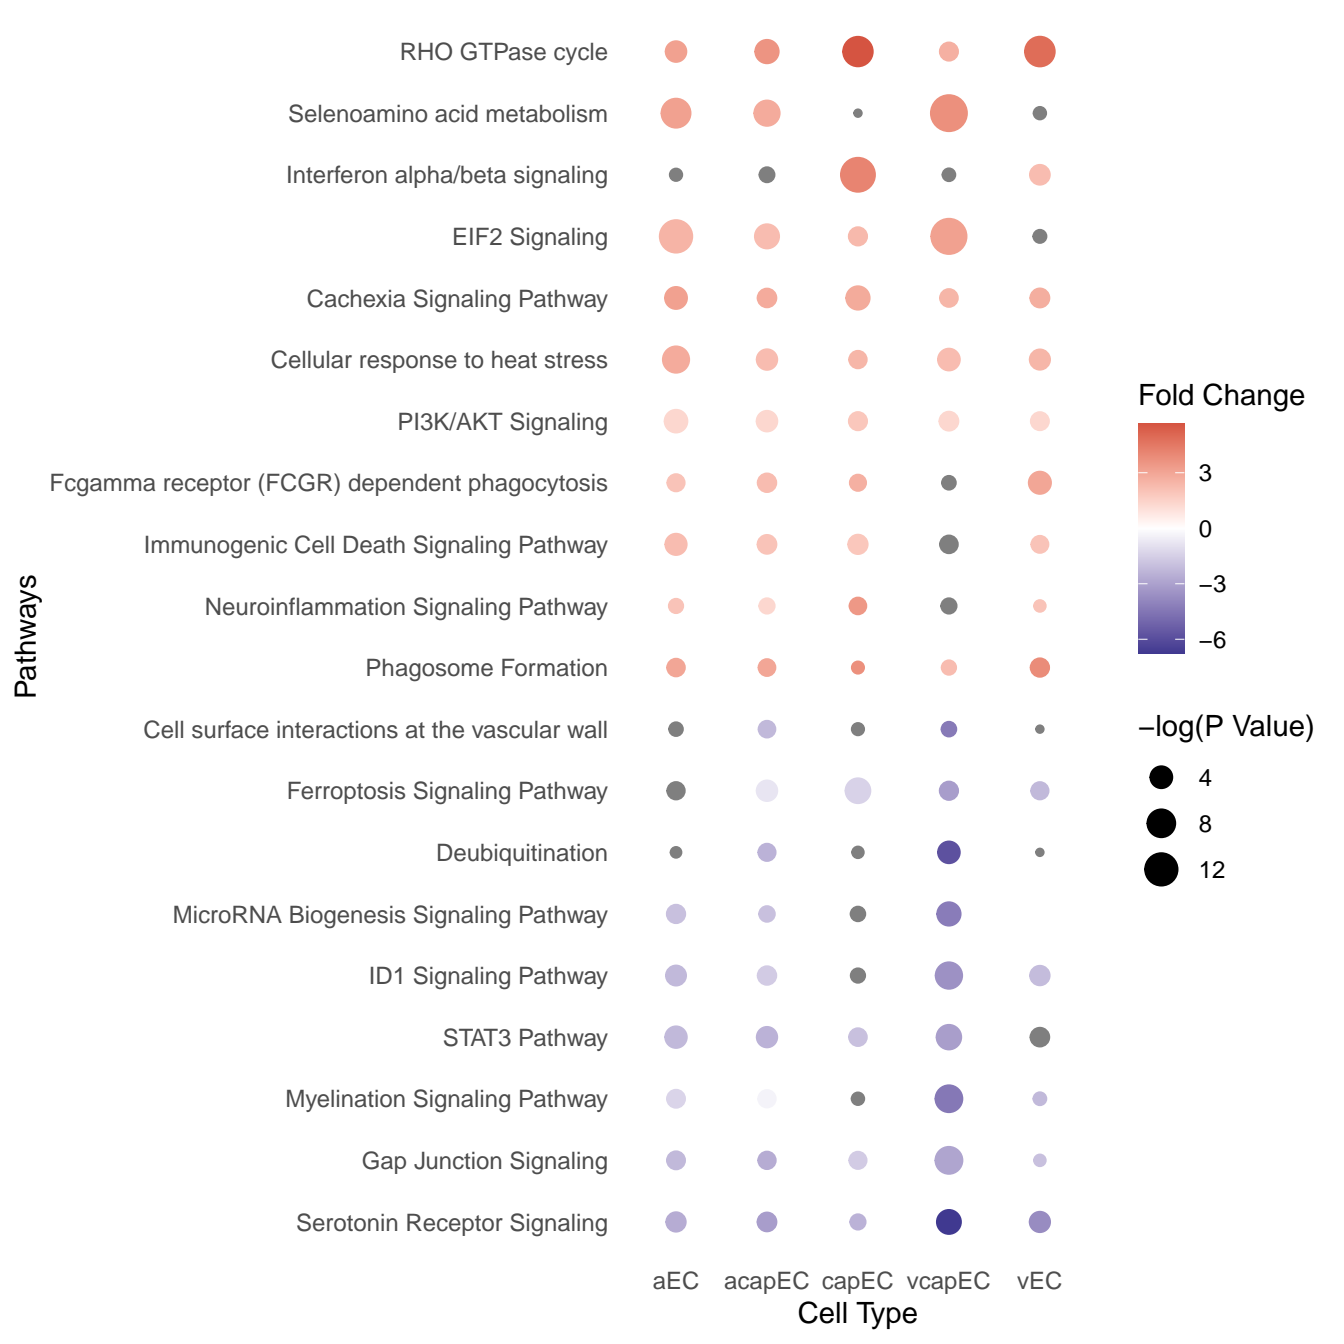 RHO GTPase cycle
Selenoamino acid metabolism
Interferon alpha/beta signaling
EIF2 Signaling
Cachexia Signaling Pathway
Cellular response to heat stress
PI3K/AKT Signaling
Fcgamma receptor (FCGR) dependent phagocytosis
Immunogenic Cell Death Signaling Pathway
Neuroinflammation Signaling Pathway
Phagosome Formation
Cell surface interactions at the vascular wall
Ferroptosis Signaling Pathway
Deubiquitination
MicroRNA Biogenesis Signaling Pathway
ID1 Signaling Pathway
STAT3 Pathway
Myelination Signaling Pathway
Gap Junction Signaling
Serotonin Receptor Signaling
Pathways
aEC acapEC capEC vcapEC vEC
Cell Type
Fold Change
3
0
−3
−6
−log(P Value)
4
8
12